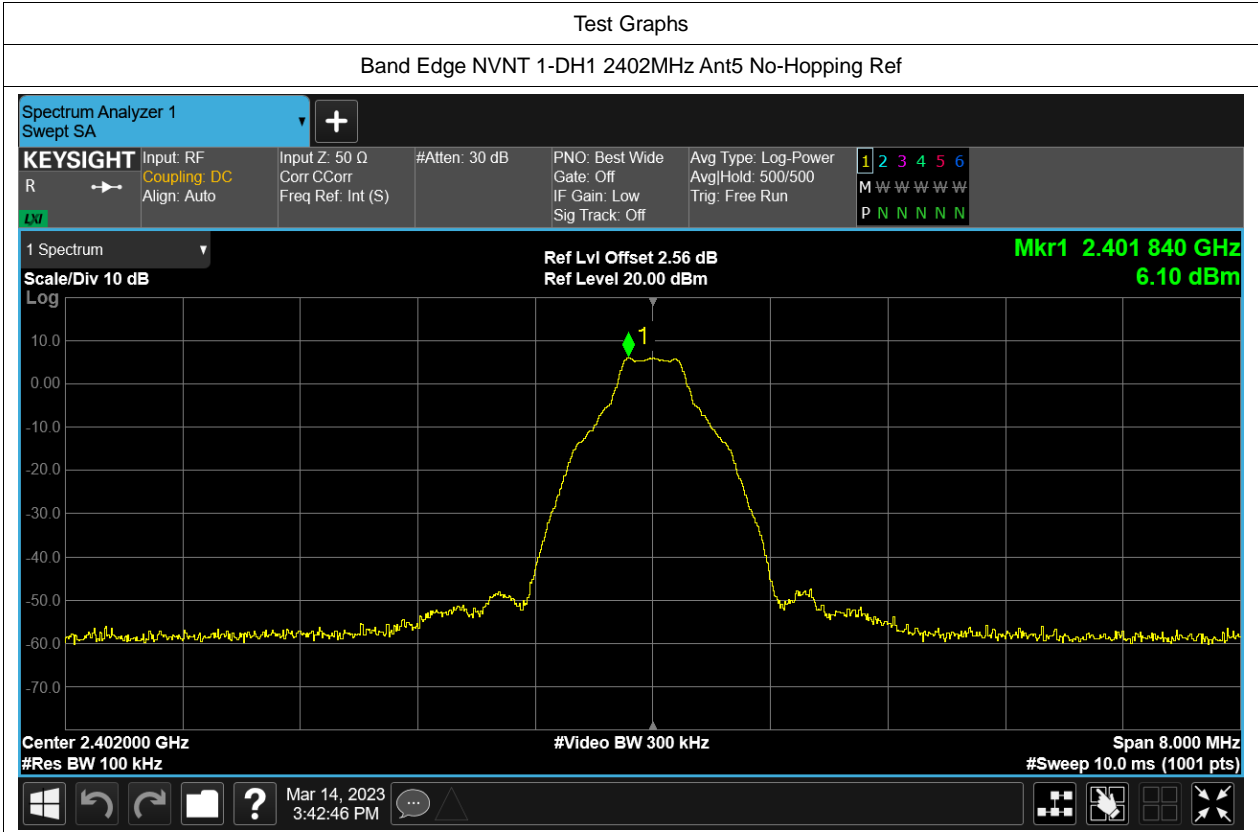 Test Graphs
Band Edge NVNT 1-DH1 2402MHz Ant5 No-Hopping Ref
Spectrum Analyzer 1
Swept SA
KEYSIGHT
R
LXI
Input: RF
Coupling: DC
Align: Auto
Input Z: 50 Ω
Corr CCorr
Freq Ref: Int (S)
#Atten: 30 dB
PNO: Best Wide
Gate: Off
IF Gain: Low
Sig Track: Off
Avg Type: Log-Power
Avg|Hold: 500/500
Trig: Free Run
1 2 3 4 5 6
M W W W W W
P N N N N N
1 Spectrum
Scale/Div 10 dB
Ref Lvl Offset 2.56 dB
Ref Level 20.00 dBm
Mkr1 2.401 840 GHz
6.10 dBm
Log
1
10.0
0.00
-10.0
-20.0
-30.0
-40.0
-50.0
-60.0
-70.0
Center 2.402000 GHz
#Video BW 300 kHz
Span 8.000 MHz
#Res BW 100 kHz
#Sweep 10.0 ms (1001 pts)
?
Mar 14, 2023
3:42:46 PM